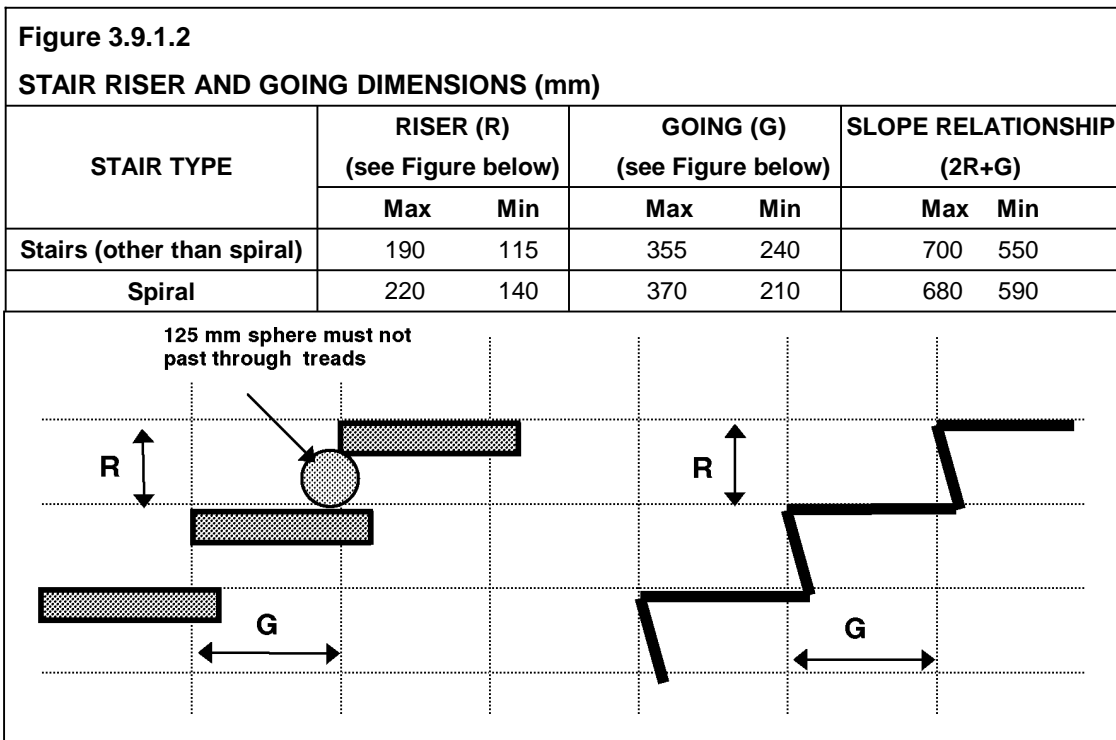 Figure 3.9.1.2
STAIR RISER AND GOING DIMENSIONS (mm)
STAIR TYPE
RISER (R)
(see Figure below)
GOING (G)
(see Figure below)
SLOPE RELATIONSHIP
(2R+G)
Max Min Max Min Max Min
Stairs (other than spiral) 190 115 355 240 700 550
Spiral 220 140 370 210 680 590
125 mm sphere must not
past through treads
R
R
G
G